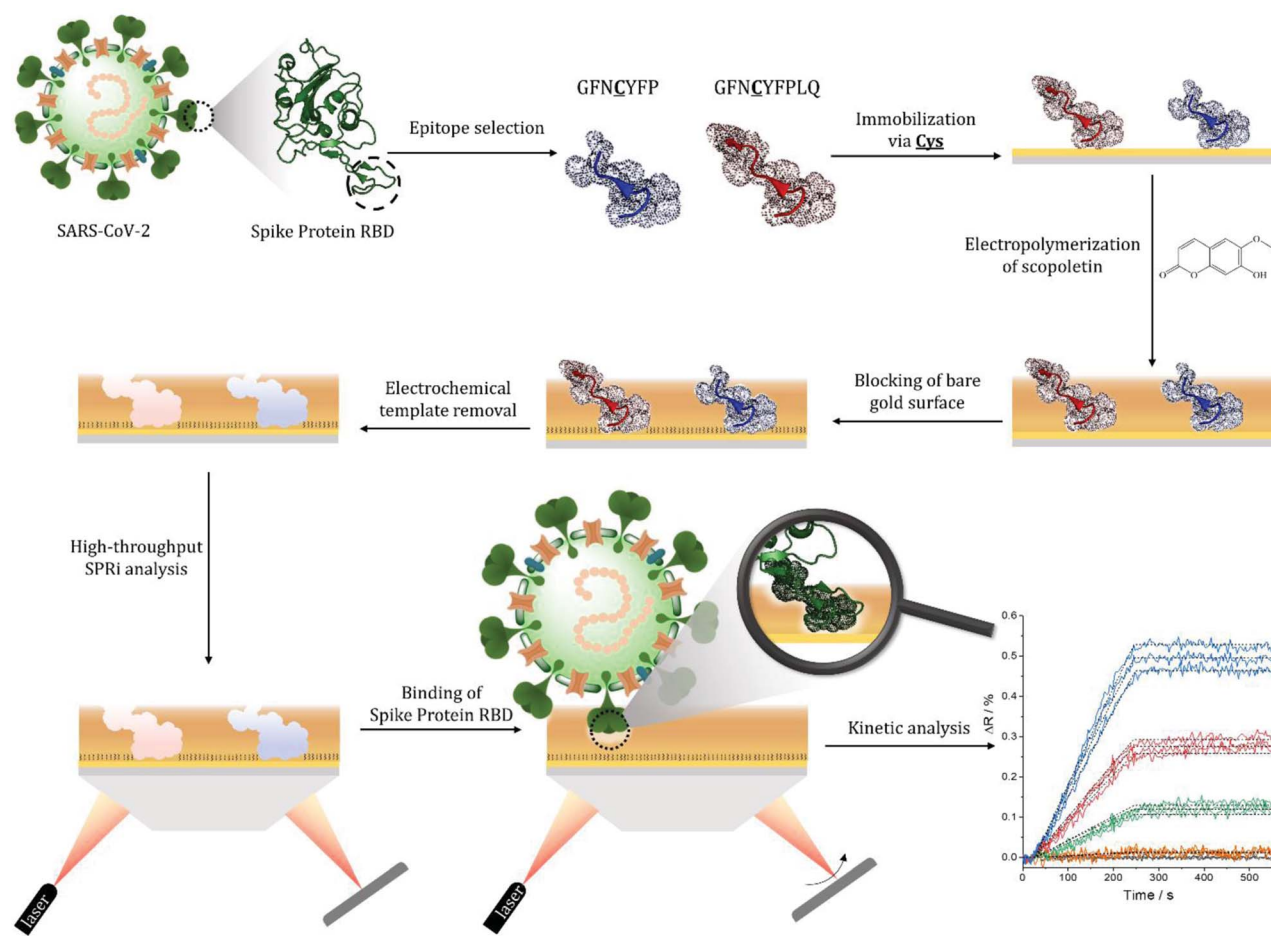 GFNCYFP
GFNCYFPLQ
Epitope selection
Immobilization
via Cys
SARS-CoV-2
Spike Protein RBD
Electropolymerization
of scopoletin
O
O
O
OH
Electrochemical
template removal
Blocking of bare
gold surface
High-throughput
SPRi analysis
Binding of
Spike Protein RBD
Kinetic analysis
laser
laser
ΔR / %
0.6
0.5
0.4
0.3
0.2
0.1
0.0
0
100
200
300
400
500
Time / s